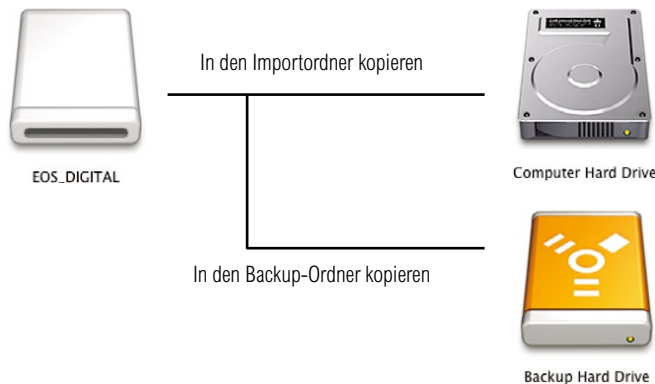 In den Importordner kopieren
EOS_DIGITAL
Computer Hard Drive
In den Backup-Ordner kopieren
Backup Hard Drive